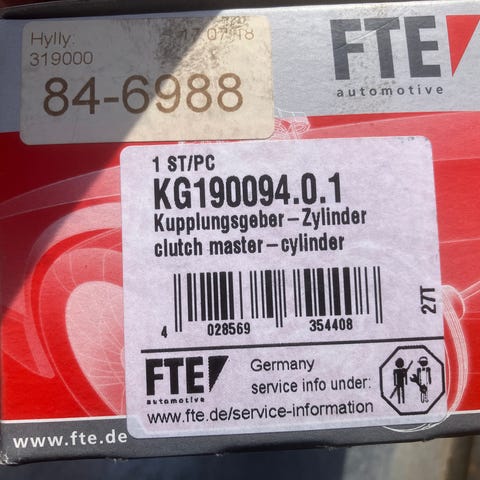 Hylly: 17 07 18
319000
84-6988
FTE
automotive
1 ST/PC
KG190094.0.1
Kupplungsgeber-Zylinder
clutch master-cylinder
4 028569 354408
27T
FTE
automotive
Germany
service info under:
www.fte.de/service-information
www.fte.de